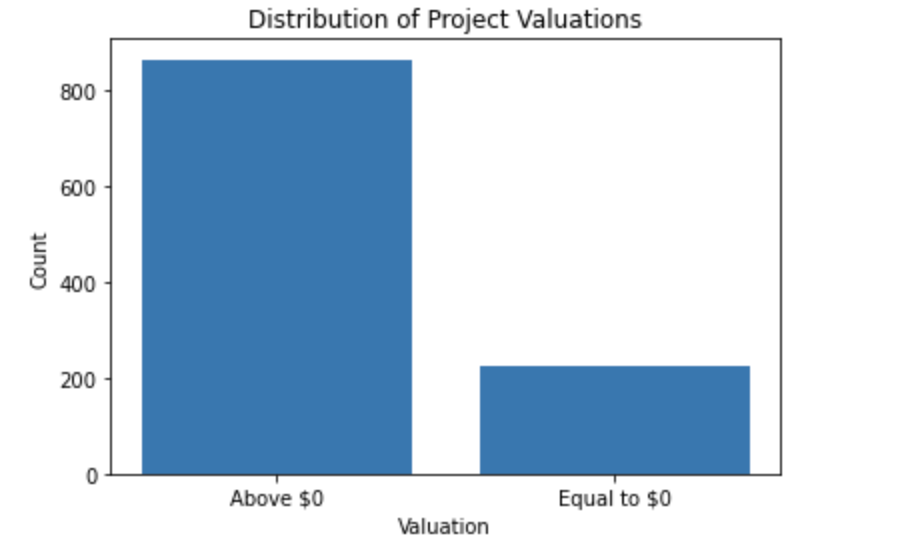 Distribution of Project Valuations
800
600
400
200
0
Count
Above $0
Equal to $0
Valuation